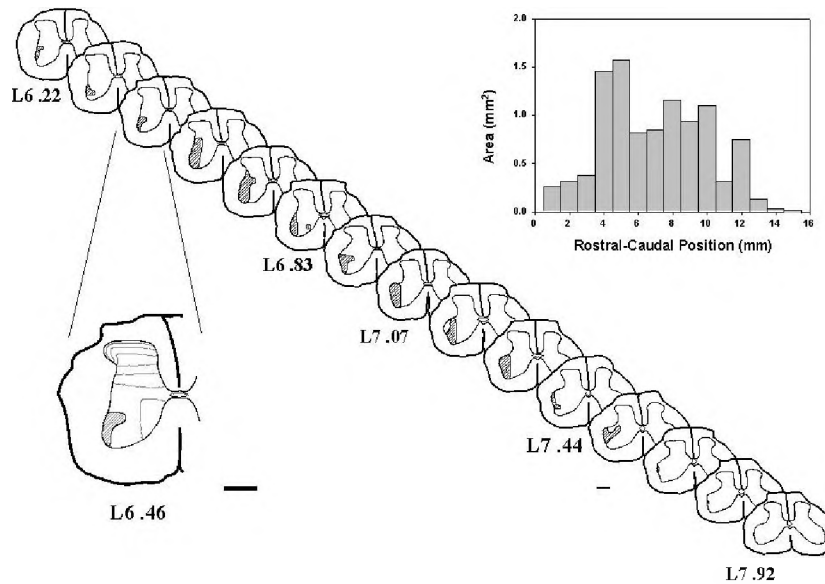 L6 .22
L6 .83
L7 .07
L7 .44
L7 .92
L6 .46
2.0
1.5
1.0
0.5
0.0
Area (mm²)
0 2 4 6 8 10 12 14 16
Rostral-Caudal Position (mm)